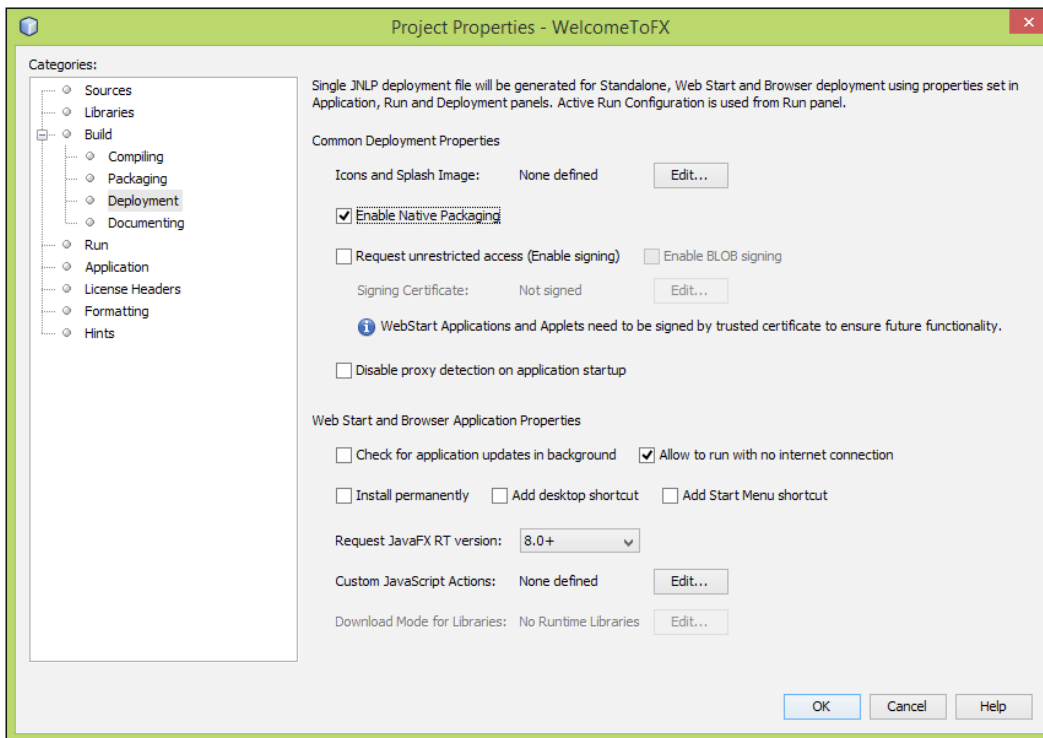 Project Properties - WelcomeToFX
Categories:
Sources
Libraries
Build
Compiling
Packaging
Deployment
Documenting
Run
Application
License Headers
Formatting
Hints
Single JNLP deployment file will be generated for Standalone, Web Start and Browser deployment using properties set in
Application, Run and Deployment panels. Active Run Configuration is used from Run panel.
Common Deployment Properties
Icons and Splash Image: None defined Edit...
Enable Native Packaging
Request unrestricted access (Enable signing) Enable BLOB signing
Signing Certificate: Not signed Edit...
WebStart Applications and Applets need to be signed by trusted certificate to ensure future functionality.
Disable proxy detection on application startup
Web Start and Browser Application Properties
Check for application updates in background Allow to run with no internet connection
Install permanently Add desktop shortcut Add Start Menu shortcut
Request JavaFX RT version: 8.0+
Custom JavaScript Actions: None defined Edit...
Download Mode for Libraries: No Runtime Libraries Edit...
OK Cancel Help